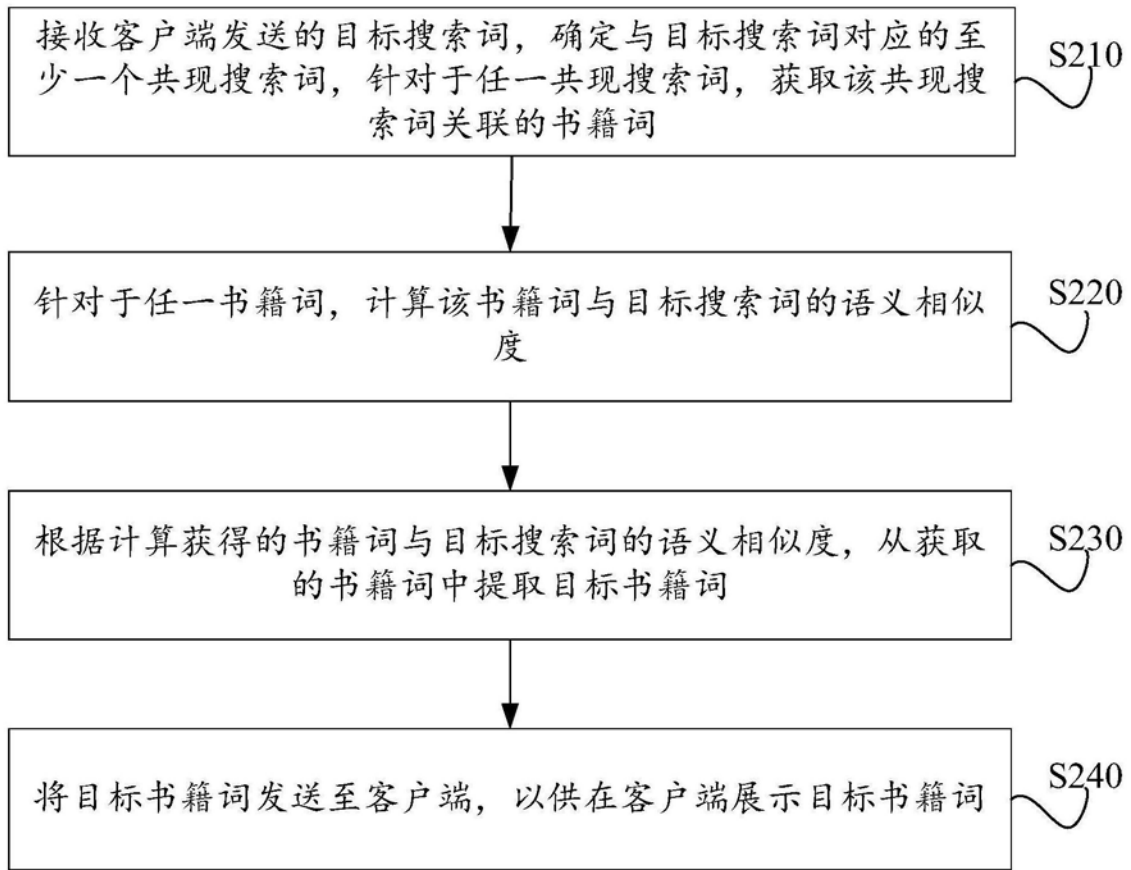 接收客户端发送的目标搜索词，确定与目标搜索词对应的至
少一个共现搜索词，针对于任一共现搜索词，获取该共现搜
索词关联的书籍词
S210
针对于任一书籍词，计算该书籍词与目标搜索词的语义相似
度
S220
根据计算获得的书籍词与目标搜索词的语义相似度，从获取
的书籍词中提取目标书籍词
S230
将目标书籍词发送至客户端，以供在客户端展示目标书籍词
S240